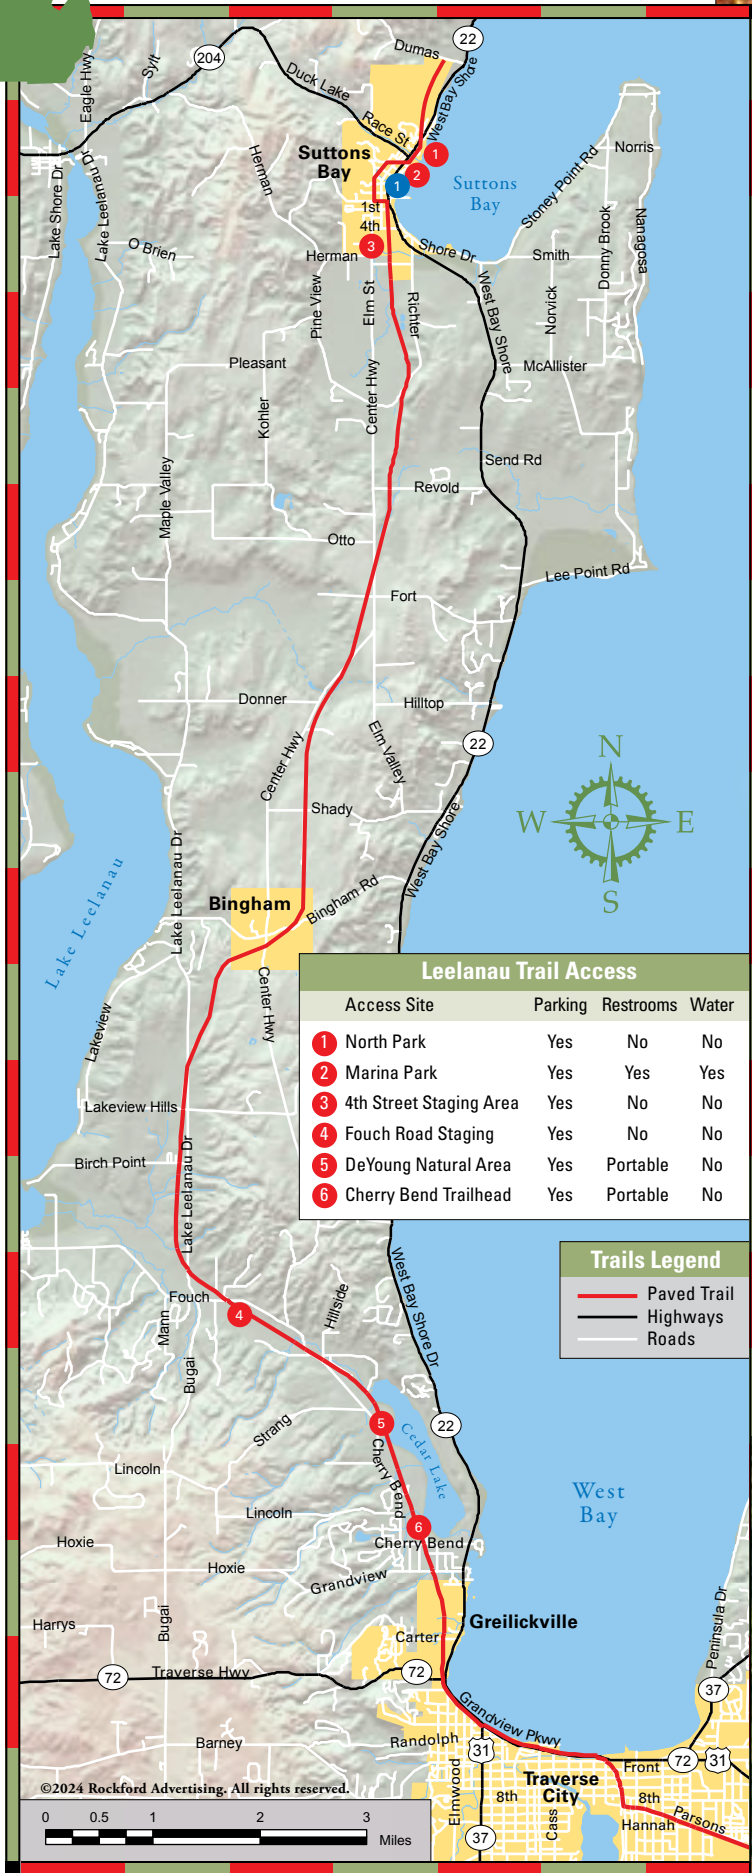 Dumas
22
204
Sylt
Eagle Hwy
Duck Lake
Race St
West Bay Shore
Suttons
Bay
1
2
1
Suttons
Bay
Norris
Stoney Point Rd
Herman
Lake Shore Dr
Lake Leelanau Dr
O Brien
1st
4th
3
Herman
Shore Dr
Smith
Donny Brook
Nanagosa
Norvick
Pine View
Elm St
Richter
West Bay Shore
McAllister
Pleasant
Kohler
Center Hwy
Maple Valley
Send Rd
Revold
Otto
Lee Point Rd
Fort
Donner
Hilltop
Center Hwy
Elm Valley
22
N
W
E
S
Shady
West Bay Shore
Lake Leelanau Dr
Lake Leelanau
Bingham
Bingham Rd
Center Hwy
Lakeview
Leelanau Trail Access
Access Site Parking Restrooms Water
1 North Park Yes No No
2 Marina Park Yes Yes Yes
3 4th Street Staging Area Yes No No
4 Fouch Road Staging Yes No No
5 DeYoung Natural Area Yes Portable No
6 Cherry Bend Trailhead Yes Portable No
Lakeview Hills
Birch Point
Lake Leelanau Dr
West Bay Shore Dr
Trails Legend
Paved Trail
Highways
Roads
Fouch
4
Mann
Hillside
Bugai
5
22
Strang
Cherry Bend
Cedar Lake
Lincoln
Lincoln
West
Bay
6
Cherry Bend
Hoxie
Hoxie
Grandview
Harrys
Bugai
Greilickville
Carter
Peninsula Dr
72
Traverse Hwy
72
37
Grandview Pkwy
Barney
Randolph
31
Front
72
31
Traverse
City
Elmwood
8th
Cass
8th
Hannah
Parsons
37
©2024 Rockford Advertising. All rights reserved.
0 0.5 1 2 3
Miles